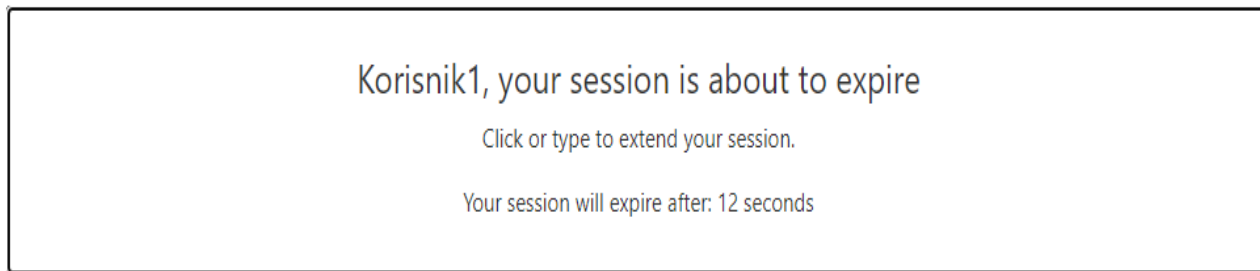 Korisnik1, your session is about to expire
Click or type to extend your session.
Your session will expire after: 12 seconds